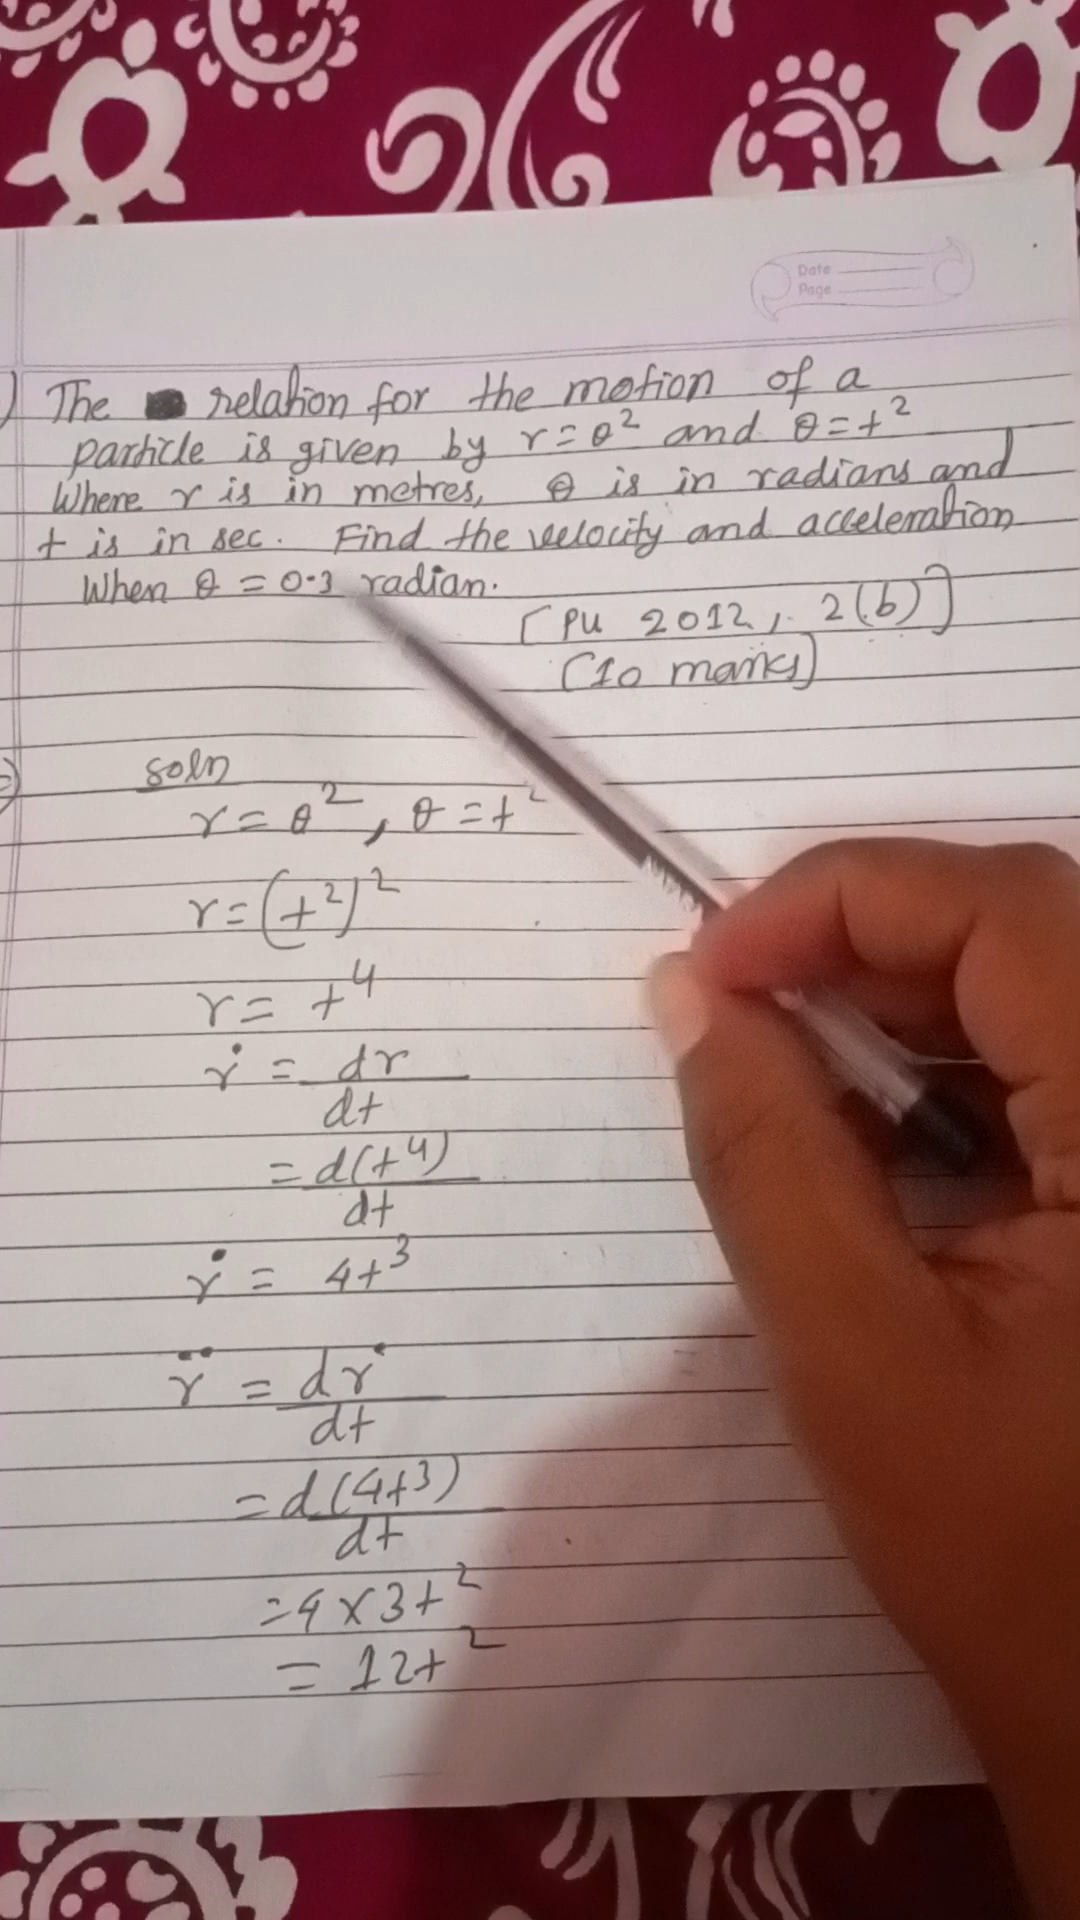 Date
Page
) The relation for the motion of a
particle is given by r=θ² and θ=t²
Where r is in metres, θ is in radians and
t is in sec. Find the velocity and acceleration
When θ = 0.3 radian.
[PU 2012, 2(b)]
(10 marks)
soln
r=θ², θ=t²
r=(t²)²
r= t⁴
ṙ = dr/dt
= d(t⁴)/dt
ṙ = 4t³
r̈ = dṙ/dt
= d(4t³)/dt
=4×3t²
= 12t²